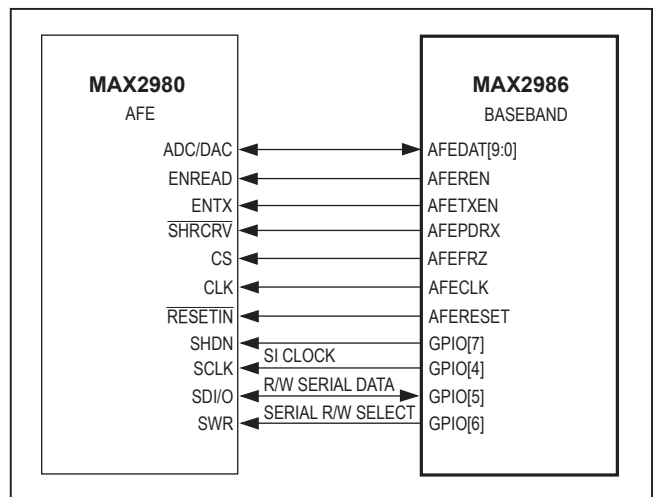 MAX2980 MAX2986
AFE BASEBAND
ADC/DAC AFEDAT[9:0]
ENREAD AFEREN
ENTX AFETXEN
SHRCRV AFEPDRX
CS AFEFRZ
CLK AFECLK
RESETIN AFERESET
SHDN GPIO[7]
SCLK SI CLOCK GPIO[4]
SDI/O R/W SERIAL DATA GPIO[5]
SWR SERIAL R/W SELECT GPIO[6]